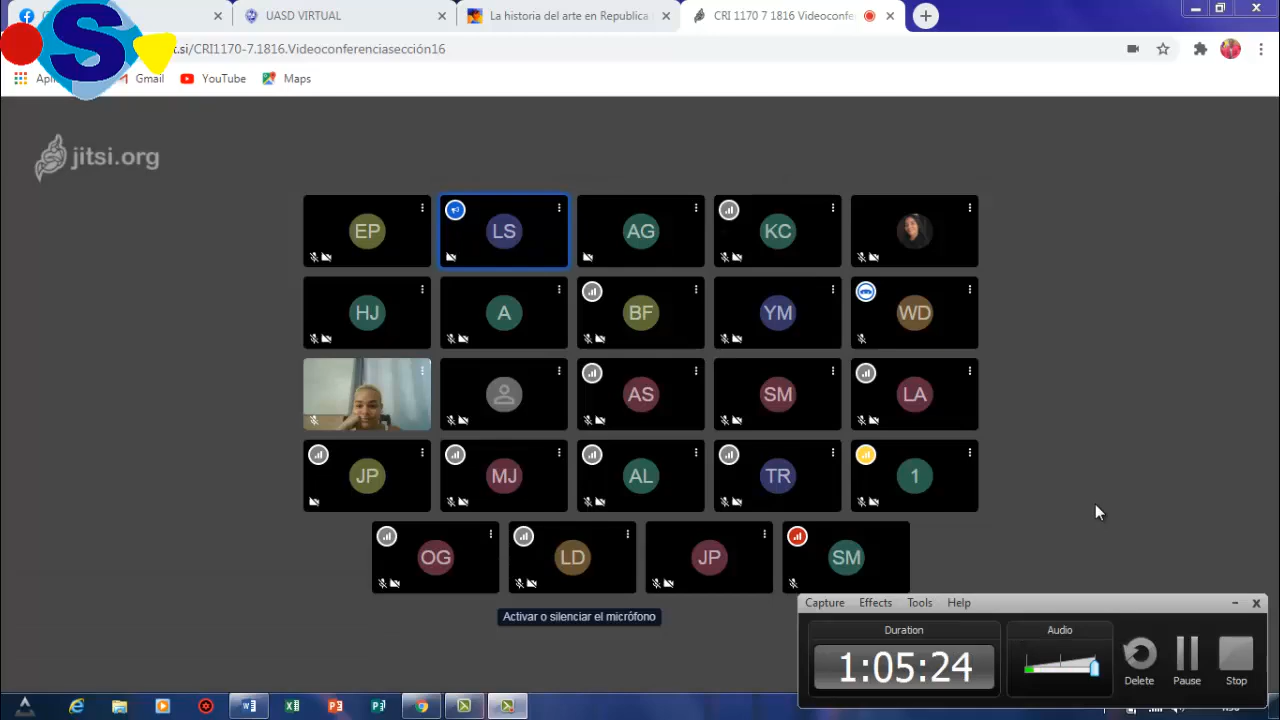 UASD VIRTUAL
La historia del arte en Republica
CRI 1170 7 1816 Videoconfe
t.si/CRI1170-7.1816.Videoconferenciasección16
Gmail
YouTube
Maps
S
jitsi.org
EP
LS
AG
KC
HJ
A
BF
YM
WD
AS
SM
LA
JP
MJ
AL
TR
1
OG
LD
JP
SM
Activar o silenciar el micrófono
Capture Effects Tools Help
Duration
Audio
1:05:24
Delete
Pause
Stop